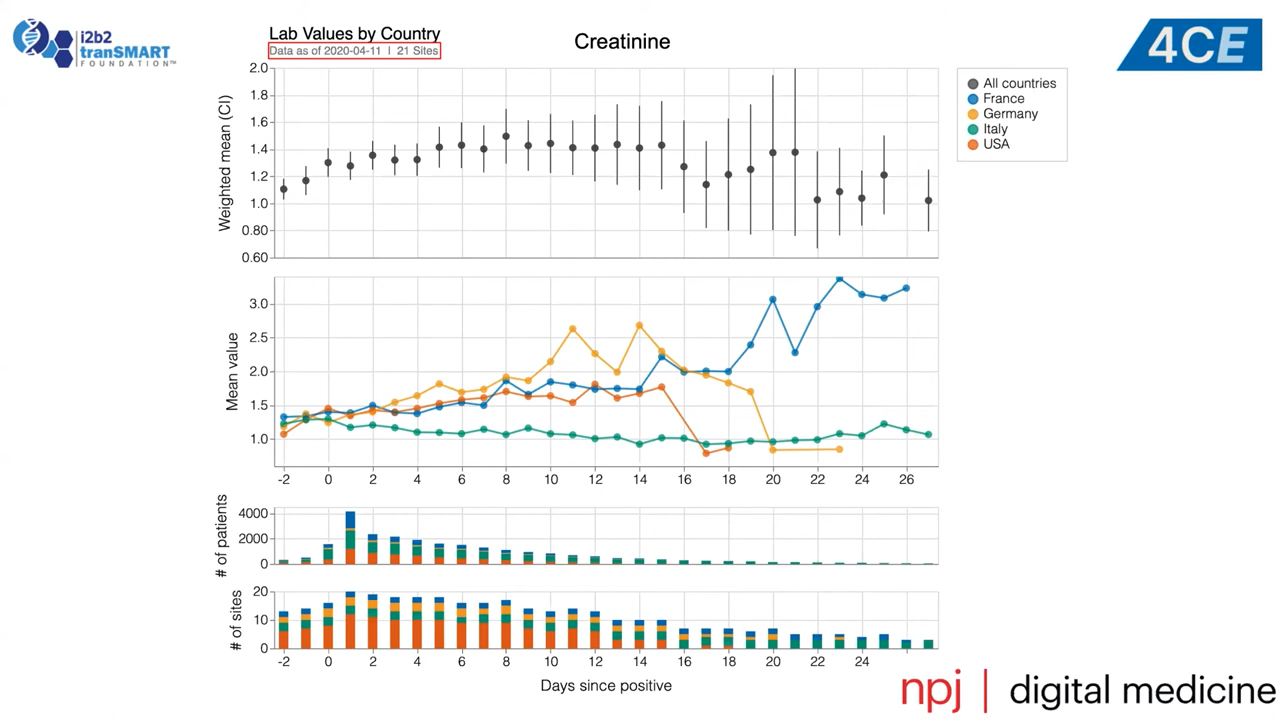 i2b2
tranSMART
FOUNDATION™
Lab Values by Country
Data as of 2020-04-11 | 21 Sites
Creatinine
4CE
Weighted mean (CI)
2.0
1.8
1.6
1.4
1.2
1.0
0.80
0.60
All countries
France
Germany
Italy
USA
Mean value
3.0
2.5
2.0
1.5
1.0
-2 0 2 4 6 8 10 12 14 16 18 20 22 24 26
# of patients
4000
2000
0
# of sites
20
10
0
-2 0 2 4 6 8 10 12 14 16 18 20 22 24
Days since positive
npj | digital medicine